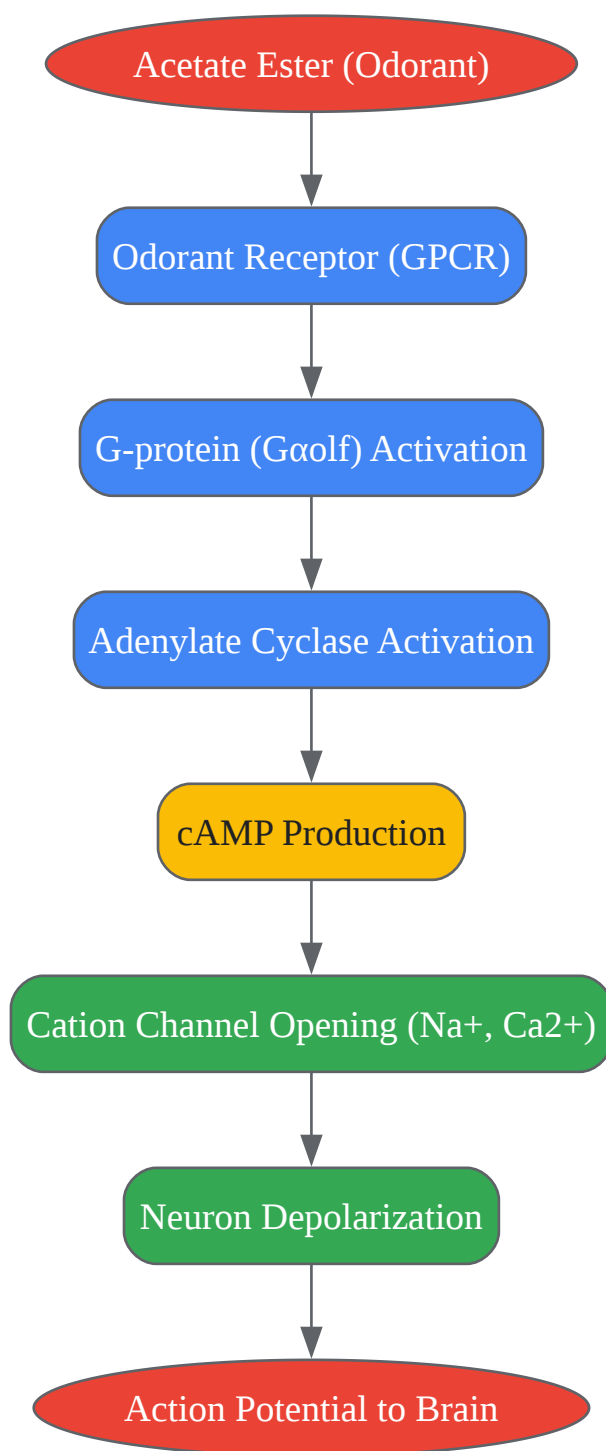 Acetate Ester (Odorant)
Odorant Receptor (GPCR)
G-protein (Gαolf) Activation
Adenylate Cyclase Activation
cAMP Production
Cation Channel Opening (Na+, Ca2+)
Neuron Depolarization
Action Potential to Brain